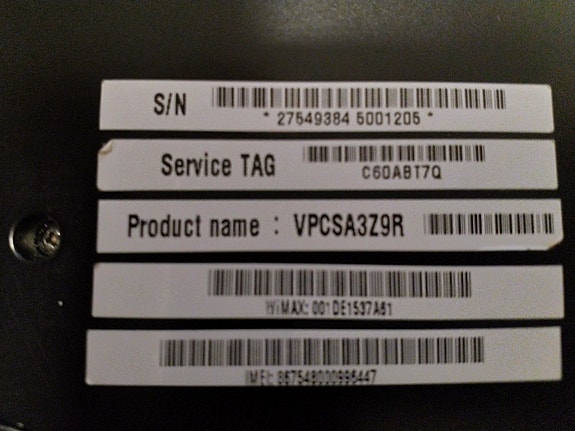 S/N
* 27549384 5001205 *
Service TAG
C60ABT7Q
Product name : VPCSA3Z9R
WiMAX: 001DE1537A61
IMEI: 867548000996447